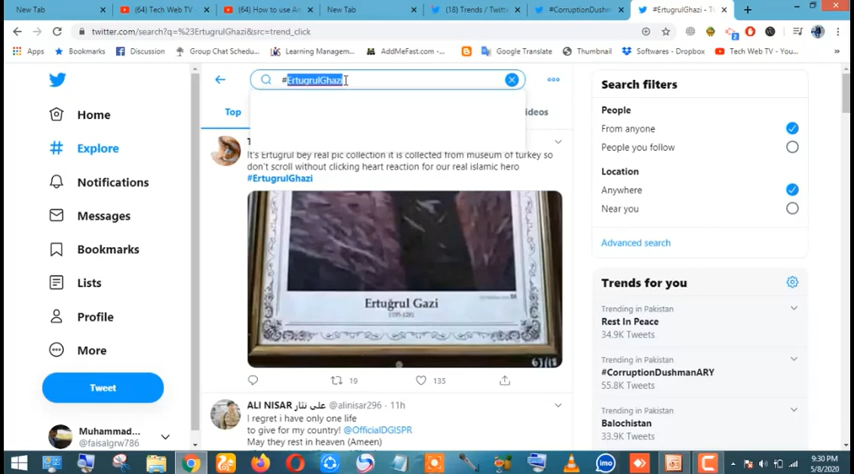 New Tab
(64) Tech Web TV -
(64) How to use An
New Tab
(18) Trends / Twitte
#CorruptionDushm
#ErtugrulGhazi - T
twitter.com/search?q=%23ErtugrulGhazi&src=trend_click
Apps
Bookmarks
Discussion
Group Chat Schedu...
Learning Managem...
AddMeFast.com -...
Blogger
Google Translate
Thumbnail
Softwares - Dropbox
Tech Web TV - You...
Home
Explore
Notifications
Messages
Bookmarks
Lists
Profile
More
Tweet
Muhammad
@faisalgrw786
#ErtugrulGhazi
Top
Videos
It's Ertugrul bey real pic collection it is collected from museum of turkey so
don't scroll without clicking heart reaction for our real islamic hero
#ErtugrulGhazi
Ertuğrul Gazi
19
135
ALI NISAR علي نثار @alinisar296 · 11h
I regret i have only one life
to give for my country! @OfficialDGISPR
May they rest in heaven (Ameen)
Search filters
People
From anyone
People you follow
Location
Anywhere
Near you
Advanced search
Trends for you
Trending in Pakistan
Rest In Peace
34.9K Tweets
Trending in Pakistan
#CorruptionDushmanARY
55.8K Tweets
Trending in Pakistan
Balochistan
33.9K Tweets
imo
9:30 PM
5/8/2020